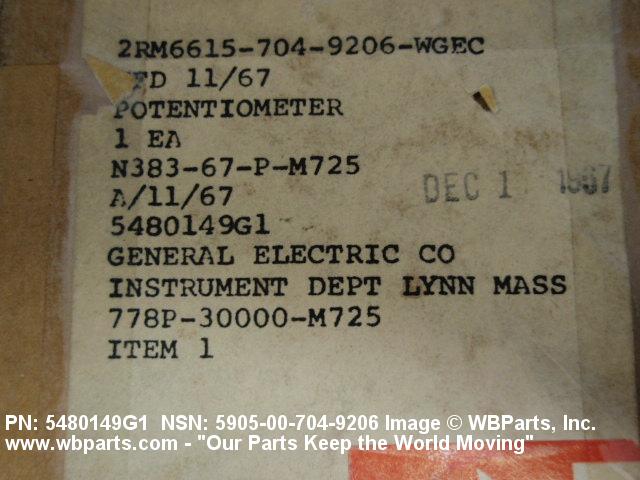 2RM6615-704-9206-WGEC
FD 11/67
POTENTIOMETER
1 EA
N383-67-P-M725
A/11/67
DEC 1 1967
5480149G1
GENERAL ELECTRIC CO
INSTRUMENT DEPT LYNN MASS
778P-30000-M725
ITEM 1
PN: 5480149G1 NSN: 5905-00-704-9206 Image © WBParts, Inc.
www.wbparts.com - "Our Parts Keep the World Moving"